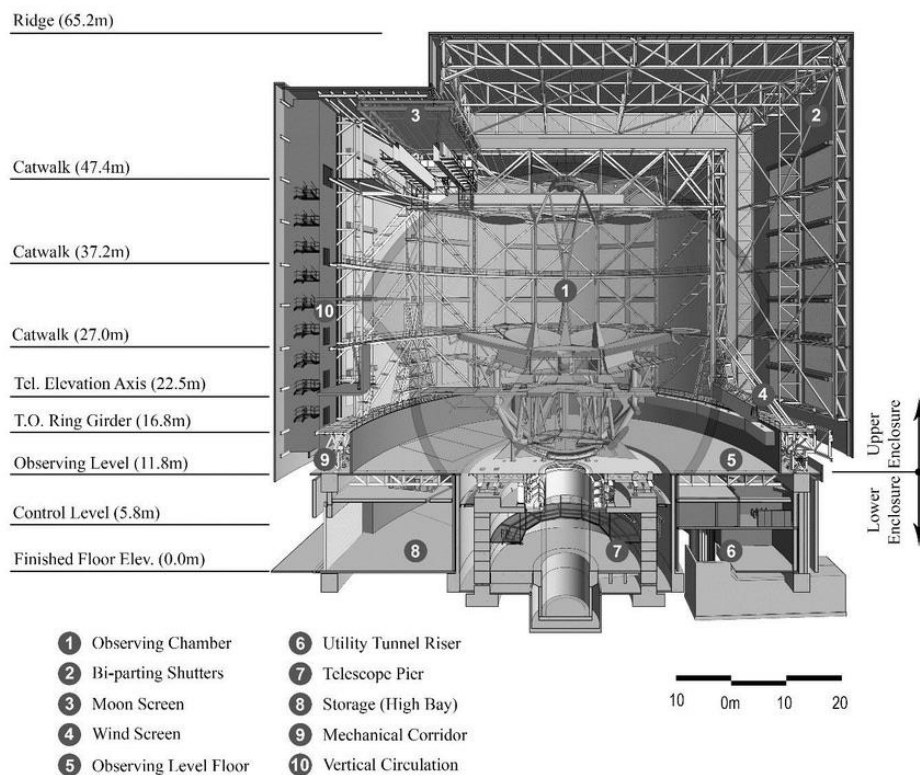 Ridge (65.2m)
Catwalk (47.4m)
Catwalk (37.2m)
Catwalk (27.0m)
Tel. Elevation Axis (22.5m)
T.O. Ring Girder (16.8m)
Observing Level (11.8m)
Control Level (5.8m)
Finished Floor Elev. (0.0m)
3
2
1
10
4
9
5
8
7
6
Upper
Enclosure
Lower
Enclosure
1 Observing Chamber
2 Bi-parting Shutters
3 Moon Screen
4 Wind Screen
5 Observing Level Floor
6 Utility Tunnel Riser
7 Telescope Pier
8 Storage (High Bay)
9 Mechanical Corridor
10 Vertical Circulation
10 0m 10 20